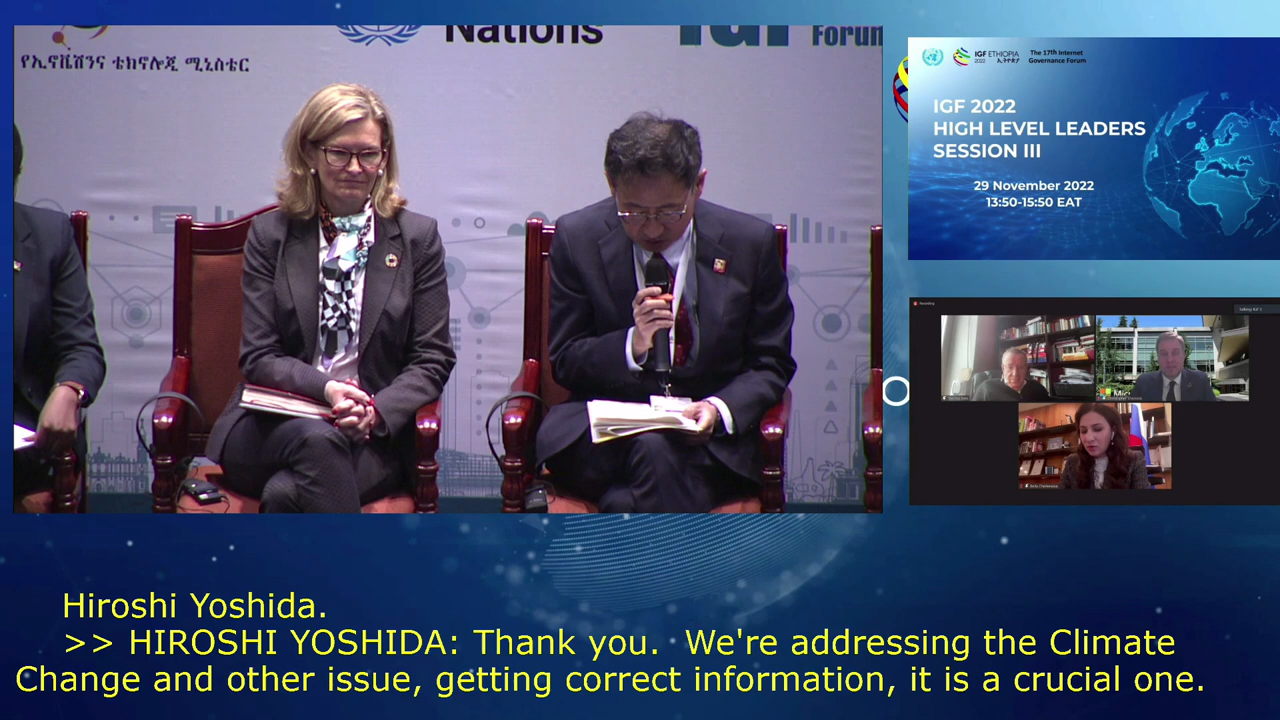 Nations
Forum
የኢኖቬሽንና ቴክኖሎጂ ሚኒስቴር
IGF ETHIOPIA
2022 ኢትዮጵያ
The 17th Internet
Governance Forum
IGF 2022
HIGH LEVEL LEADERS
SESSION III
29 November 2022
13:50-15:50 EAT
Recording
Hiroshi Yoshida.
>> HIROSHI YOSHIDA: Thank you. We're addressing the Climate
Change and other issue, getting correct information, it is a crucial one.